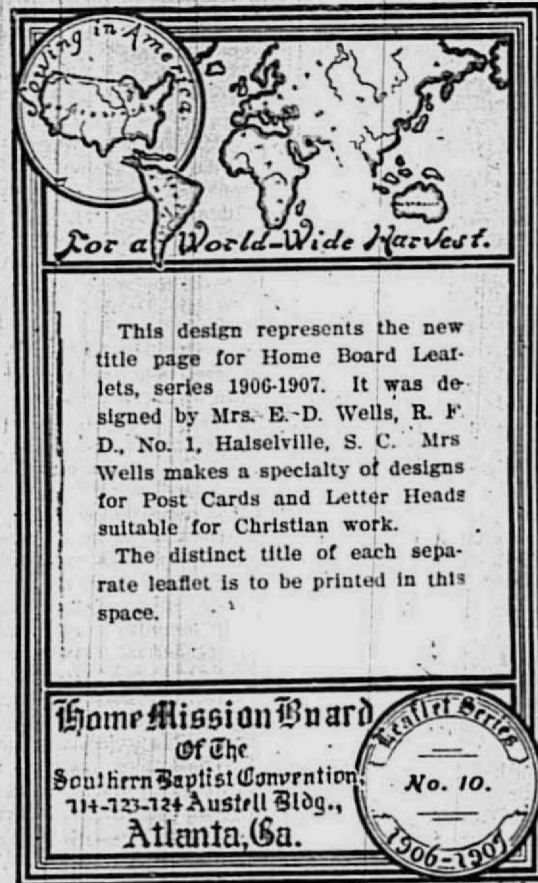 Sowing in America.
For a World-Wide Harvest.
This design represents the new
title page for Home Board Leaf-
lets, series 1906-1907. It was de-
signed by Mrs. E. D. Wells, R. F.
D., No. 1, Halselville, S. C. Mrs
Wells makes a specialty of designs
for Post Cards and Letter Heads
suitable for Christian work.
The distinct title of each sepa-
rate leaflet is to be printed in this
space.
Home Mission Board
Of The
Southern Baptist Convention,
714-723-724 Austell Bldg.,
Atlanta, Ga.
Leaflet Series
No. 10.
1906-1907